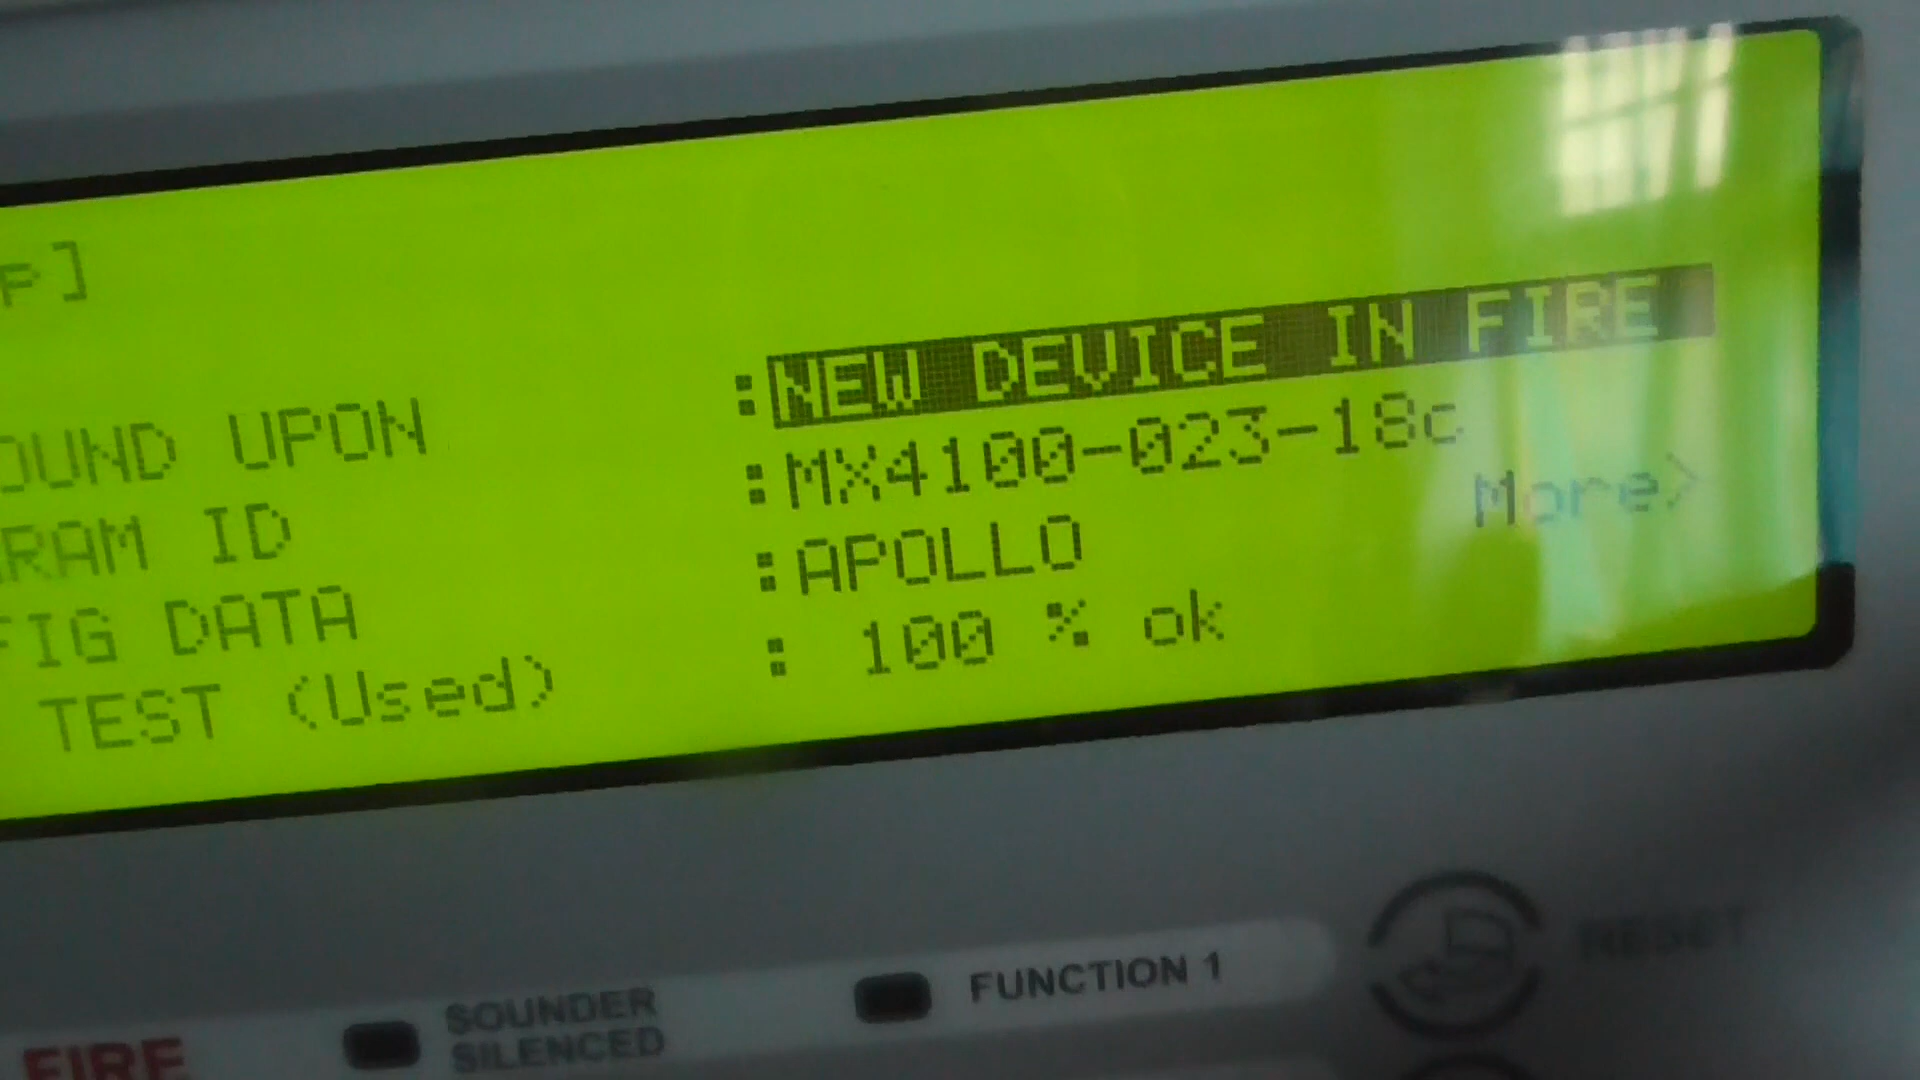 p]
OUND UPON :NEW DEVICE IN FIRE
RAM ID :MX4100-023-18c
More>
FIG DATA :APOLLO
TEST (Used) : 100 % ok
FIRE
SOUNDER
SILENCED
FUNCTION 1
RESET